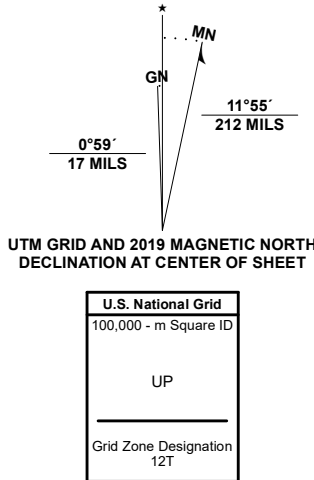 ★
MN
GN
0°59´
17 MILS
11°55´
212 MILS
UTM GRID AND 2019 MAGNETIC NORTH
DECLINATION AT CENTER OF SHEET
U.S. National Grid
100,000 - m Square ID
UP
Grid Zone Designation
12T